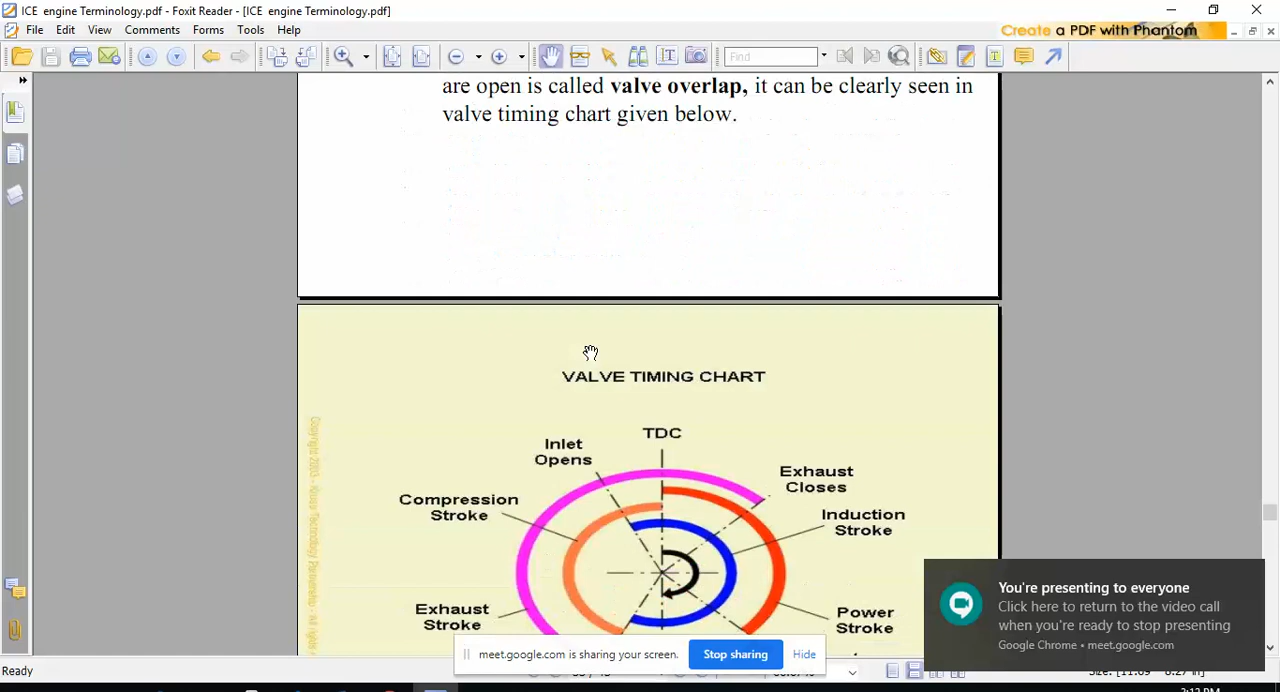 ICE engine Terminology.pdf - Foxit Reader - [ICE engine Terminology.pdf]
File Edit View Comments Forms Tools Help
Create a PDF with Phantom
Find
are open is called valve overlap, it can be clearly seen in
valve timing chart given below.
VALVE TIMING CHART
TDC
Inlet
Opens
Exhaust
Closes
Compression
Stroke
Induction
Stroke
Exhaust
Stroke
Power
Stroke
You're presenting to everyone
Click here to return to the video call
when you're ready to stop presenting
Google Chrome • meet.google.com
meet.google.com is sharing your screen.
Stop sharing
Hide
Ready